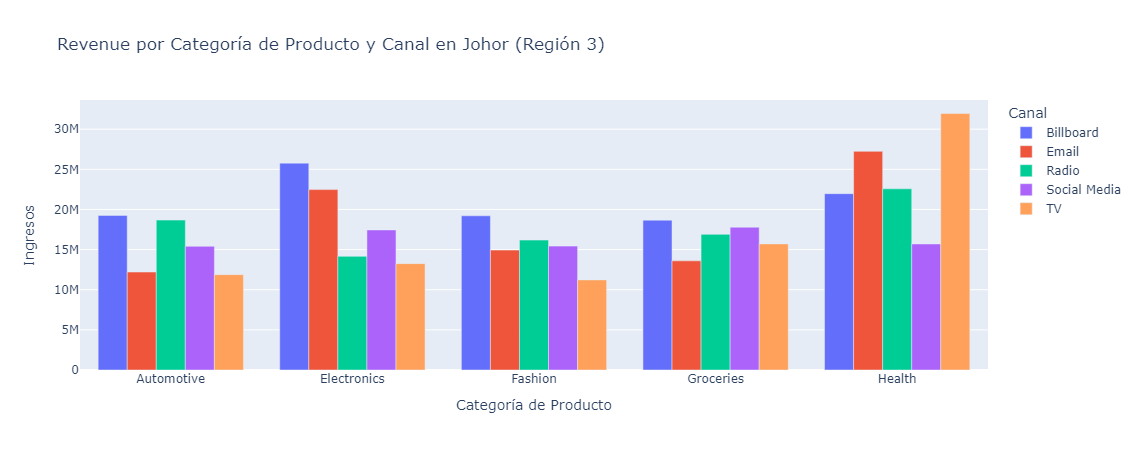 Revenue por Categoría de Producto y Canal en Johor (Región 3)
Canal
Billboard
Email
Radio
Social Media
TV
Ingresos
30M
25M
20M
15M
10M
5M
0
Automotive
Electronics
Fashion
Groceries
Health
Categoría de Producto